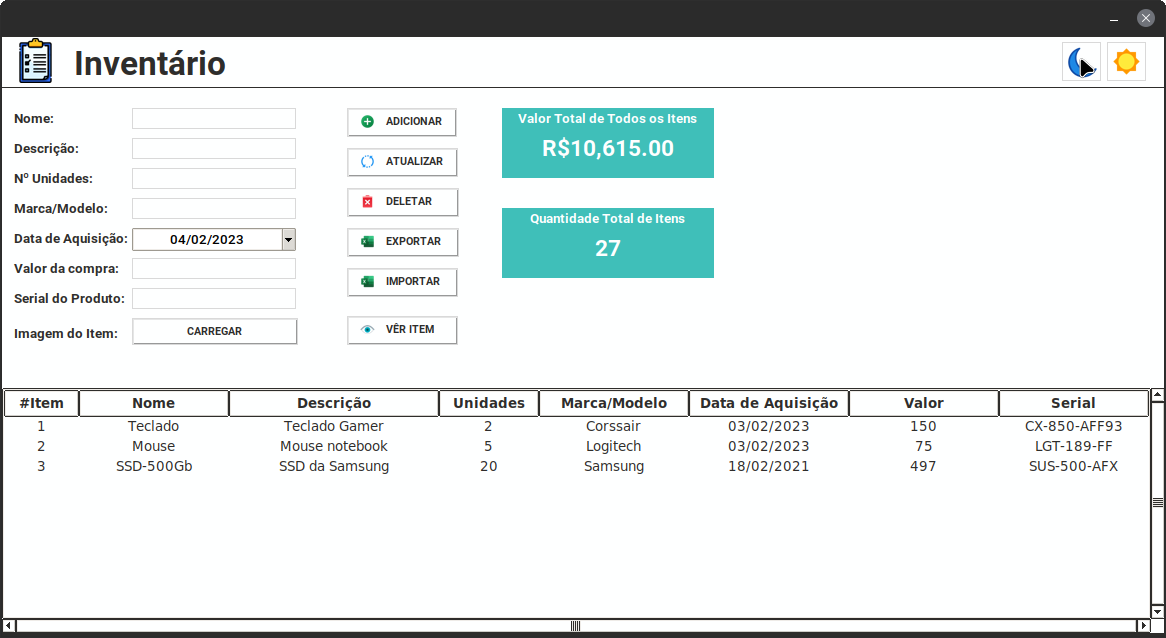 Inventário
Nome:
Descrição:
Nº Unidades:
Marca/Modelo:
Data de Aquisição: 04/02/2023
Valor da compra:
Serial do Produto:
Imagem do Item: CARREGAR
ADICIONAR
ATUALIZAR
DELETAR
EXPORTAR
IMPORTAR
VÊR ITEM
Valor Total de Todos os Itens
R$10,615.00
Quantidade Total de Itens
27
#Item Nome Descrição Unidades Marca/Modelo Data de Aquisição Valor Serial
1 Teclado Teclado Gamer 2 Corssair 03/02/2023 150 CX-850-AFF93
2 Mouse Mouse notebook 5 Logitech 03/02/2023 75 LGT-189-FF
3 SSD-500Gb SSD da Samsung 20 Samsung 18/02/2021 497 SUS-500-AFX